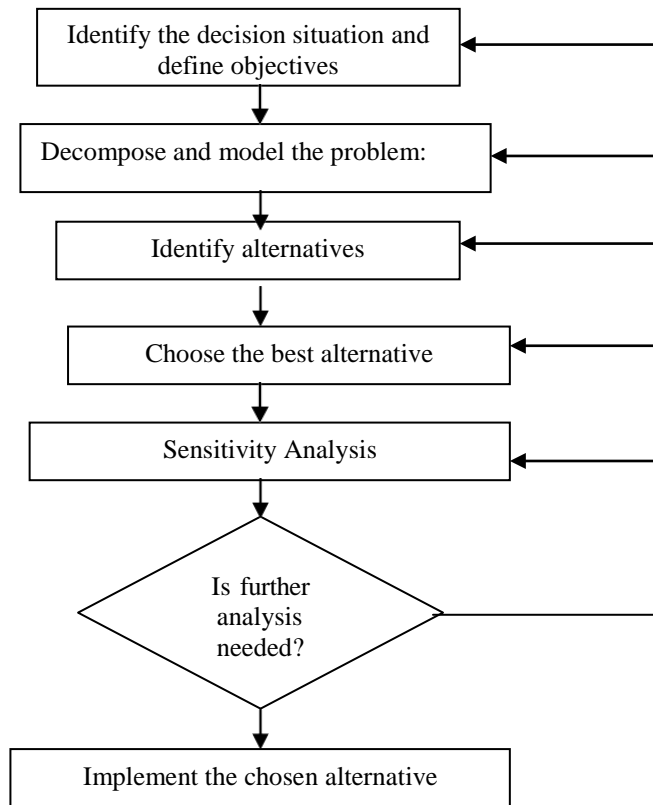 Identify the decision situation and
define objectives
Decompose and model the problem:
Identify alternatives
Choose the best alternative
Sensitivity Analysis
Is further
analysis
needed?
Implement the chosen alternative